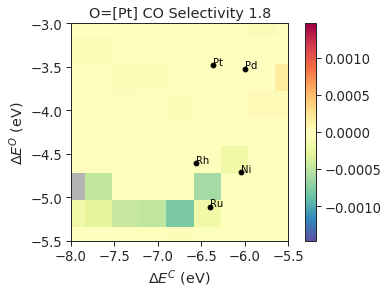 O=[Pt] CO Selectivity 1.8
−3.0
−3.5
−4.0
−4.5
−5.0
−5.5
ΔE^O (eV)
Pt
Pd
Rh
Ni
Ru
−8.0 −7.5 −7.0 −6.5 −6.0 −5.5
ΔE^C (eV)
0.0010
0.0005
0.0000
−0.0005
−0.0010